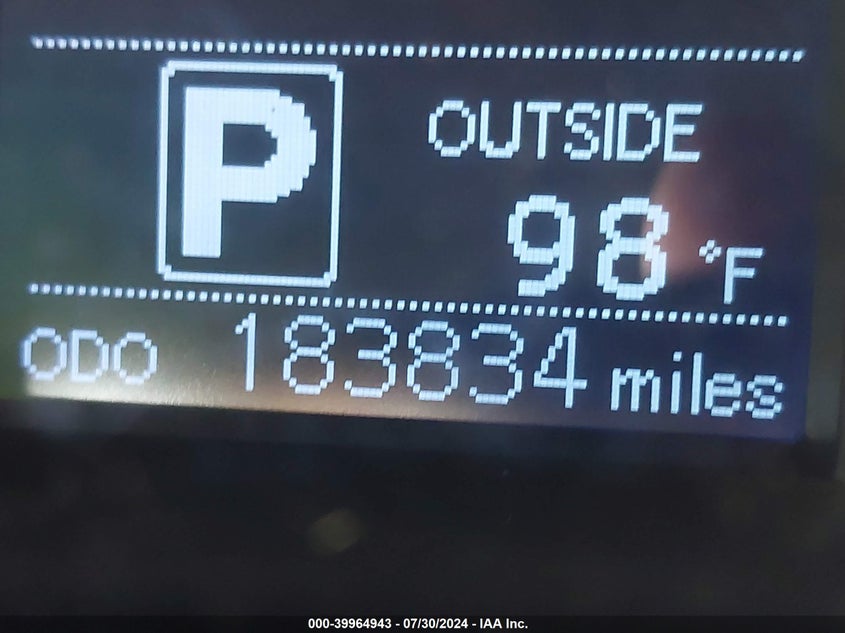 P
OUTSIDE
98 °F
ODO 183834 miles
000-39964943 - 07/30/2024 - IAA Inc.